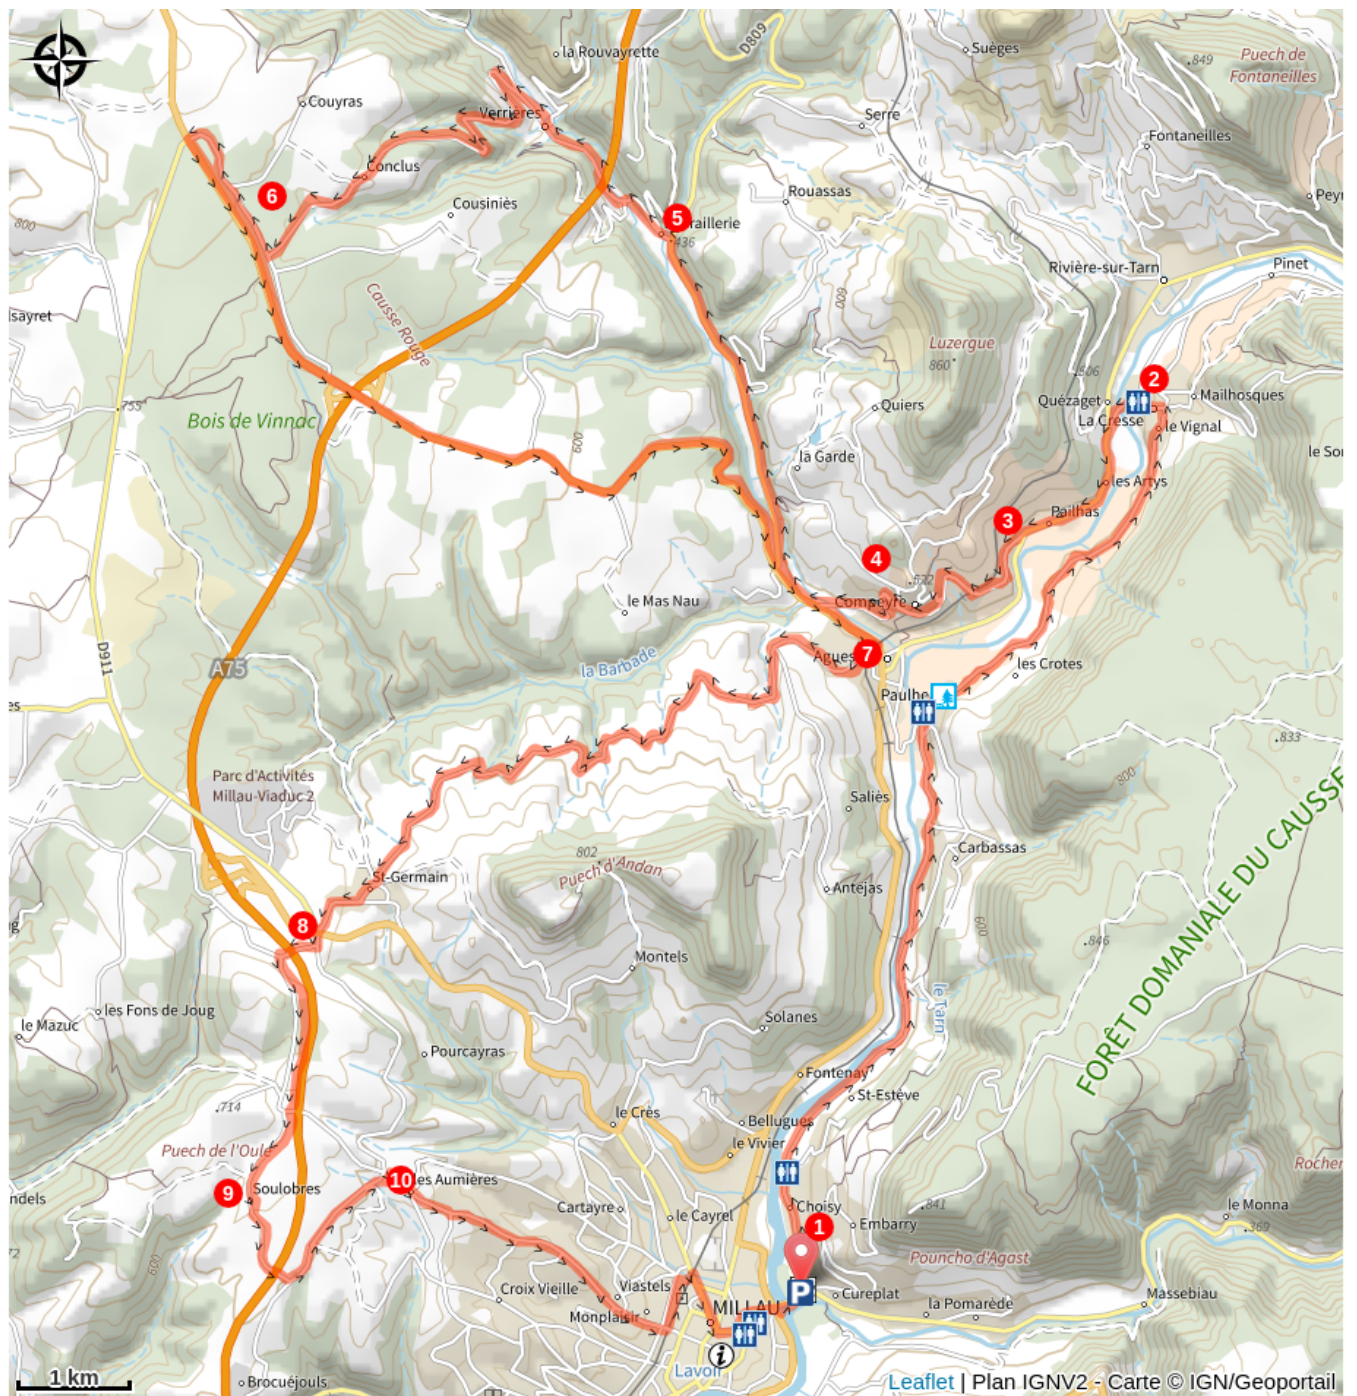 la Rouvayrette
D809
Suèges
.849
Puech de
Fontaneilles
Couyras
Verrières
Serre
Fontaneilles
Conclus
6
Cousiniès
Rouassas
800
5
raillerie
436
Rivière-sur-Tarn
Pinet
lsayret
Causse Rouge
600
Luzergue
860
.806
2
Mailhosques
.755
Quiers
Quézaget
La Cresse
le Vignal
Bois de Vinnac
600
la Garde
les Artys
3
Pailhas
4
.522
le Mas Nau
Compeyre
D911
A75
la Barbade
Agues
7
les Crotes
es
Paulhe
.833
Parc d'Activités
Millau-Viaduc 2
Saliès
800
802
Puech d'Andan
Carbassas
St-Germain
Antejas
FORÊT DOMANIALE DU CAUSSE
8
600
.846
Montels
les Fons de Joug
le Mazuc
Solanes
le Tarn
Pourcayras
Fontenay
St-Estève
.714
le Crès
Bellugues
Puech de l'Oule
le Vivier
Rocher
9
Soulobres
10
les Aumières
ndels
Cartayre
le Cayrel
Choisy
1
Embarry
.841
le Monna
.369
600
Pouncho d'Agast
Croix Vieille
Viastels
P
Cureplat
Massebiau
Monplaisir
MILLAU
la Pomarède
i
Lavoir
1 km
Brocuéjouls
Leaflet | Plan IGNV2 - Carte © IGN/Geoportail